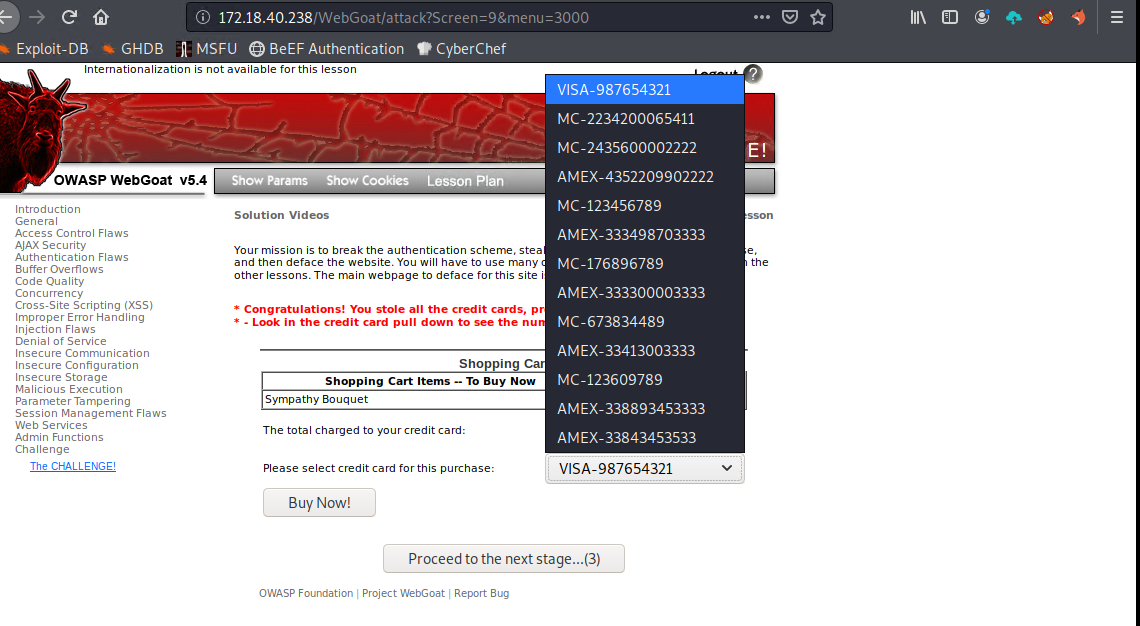 172.18.40.238/WebGoat/attack?Screen=9&menu=3000
Exploit-DB GHDB MSFU BeEF Authentication CyberChef
Internationalization is not available for this lesson
Logout ?
E!
OWASP WebGoat v5.4
Show Params Show Cookies Lesson Plan
Introduction
General
Access Control Flaws
AJAX Security
Authentication Flaws
Buffer Overflows
Code Quality
Concurrency
Cross-Site Scripting (XSS)
Improper Error Handling
Injection Flaws
Denial of Service
Insecure Communication
Insecure Configuration
Insecure Storage
Malicious Execution
Parameter Tampering
Session Management Flaws
Web Services
Admin Functions
Challenge
The CHALLENGE!
Solution Videos
Your mission is to break the authentication scheme,
and then deface the website. You will have to use many
other lessons. The main webpage to deface for this site
the
* Congratulations! You stole all the credit cards,
* - Look in the credit card pull down to see the
Shopping
Shopping Cart Items -- To Buy Now
Sympathy Bouquet
The total charged to your credit card:
Please select credit card for this purchase:
VISA-987654321
MC-2234200065411
MC-2435600002222
AMEX-4352209902222
MC-123456789
AMEX-333498703333
MC-176896789
AMEX-333300003333
MC-673834489
AMEX-33413003333
MC-123609789
AMEX-338893453333
AMEX-33843453533
VISA-987654321
Buy Now!
Proceed to the next stage...(3)
OWASP Foundation | Project WebGoat | Report Bug